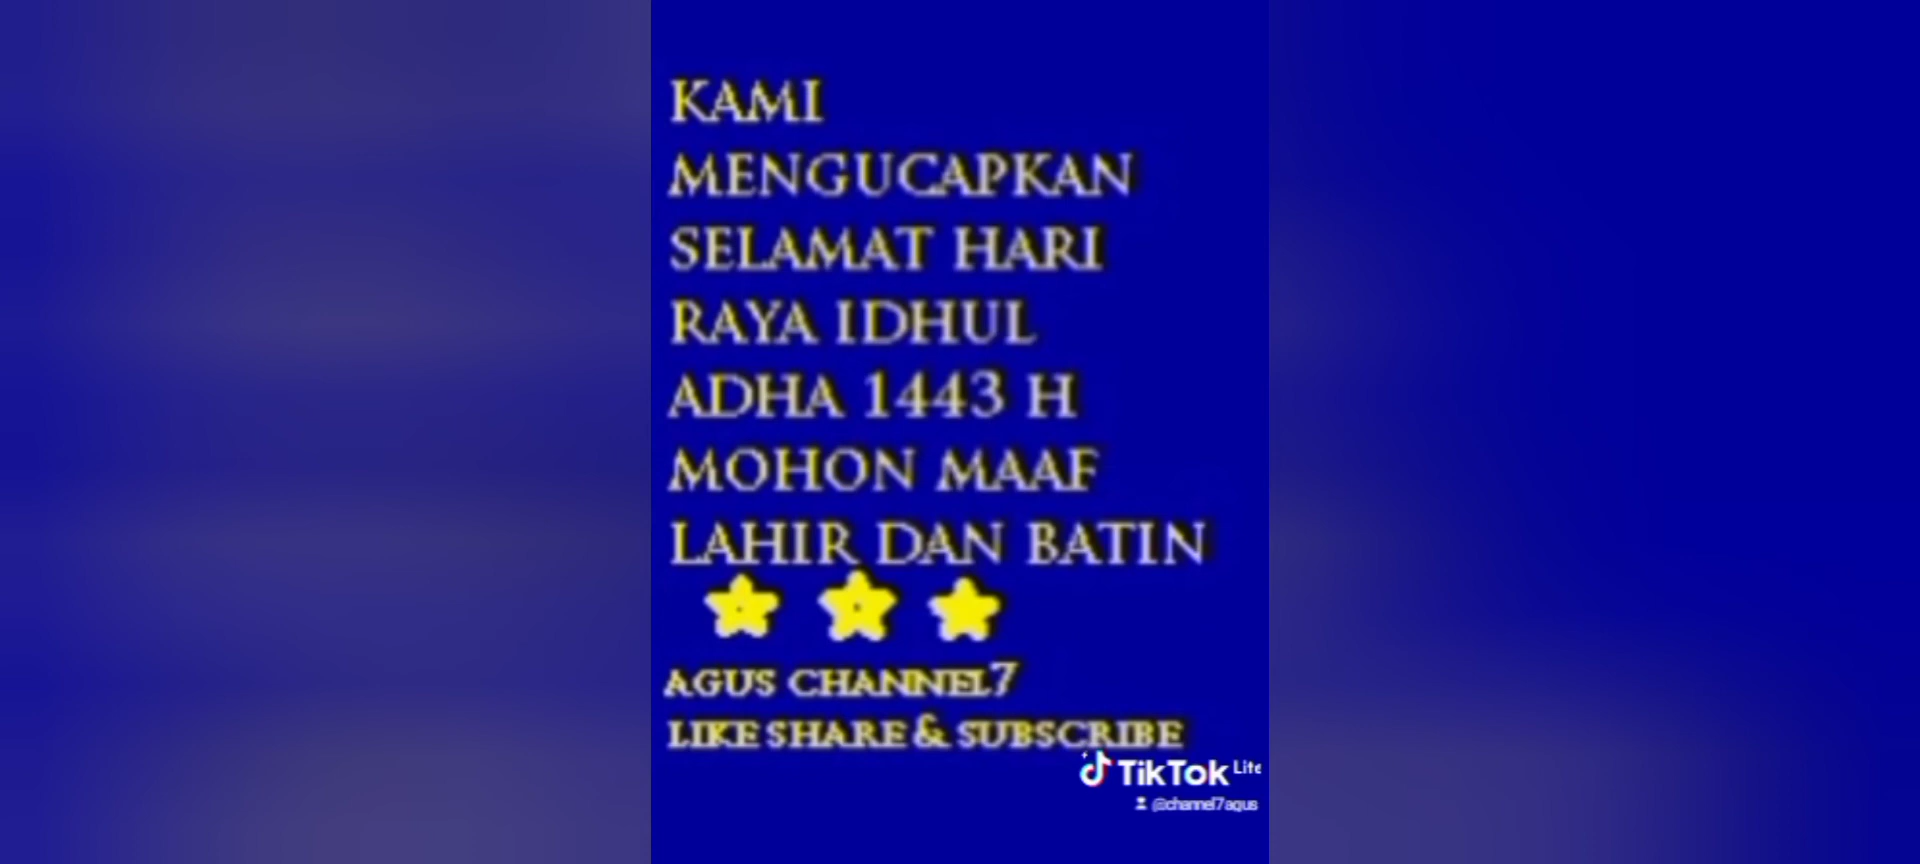 KAMI
MENGUCAPKAN
SELAMAT HARI
RAYA IDHUL
ADHA 1443 H
MOHON MAAF
LAHIR DAN BATIN
AGUS CHANNEL7
LIKE SHARE & SUBSCRIBE
TikTok Lite
@channel7agus